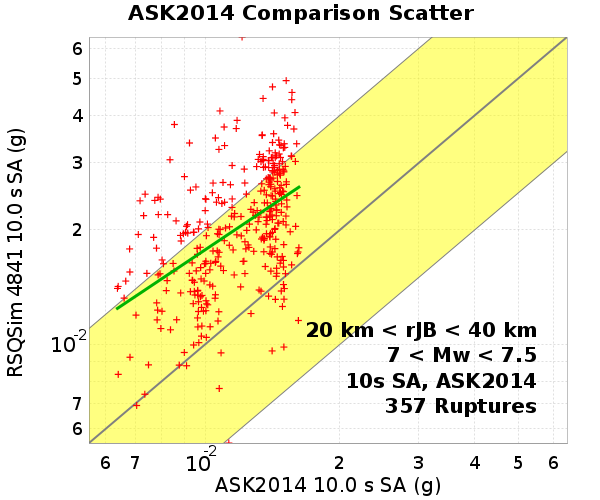 ASK2014 Comparison Scatter
RSQSim 4841 10.0 s SA (g)
6
5
4
3
2
10-2
7
6
20 km < rJB < 40 km
7 < Mw < 7.5
10s SA, ASK2014
357 Ruptures
6 7 10-2 2 3 4 5 6
ASK2014 10.0 s SA (g)